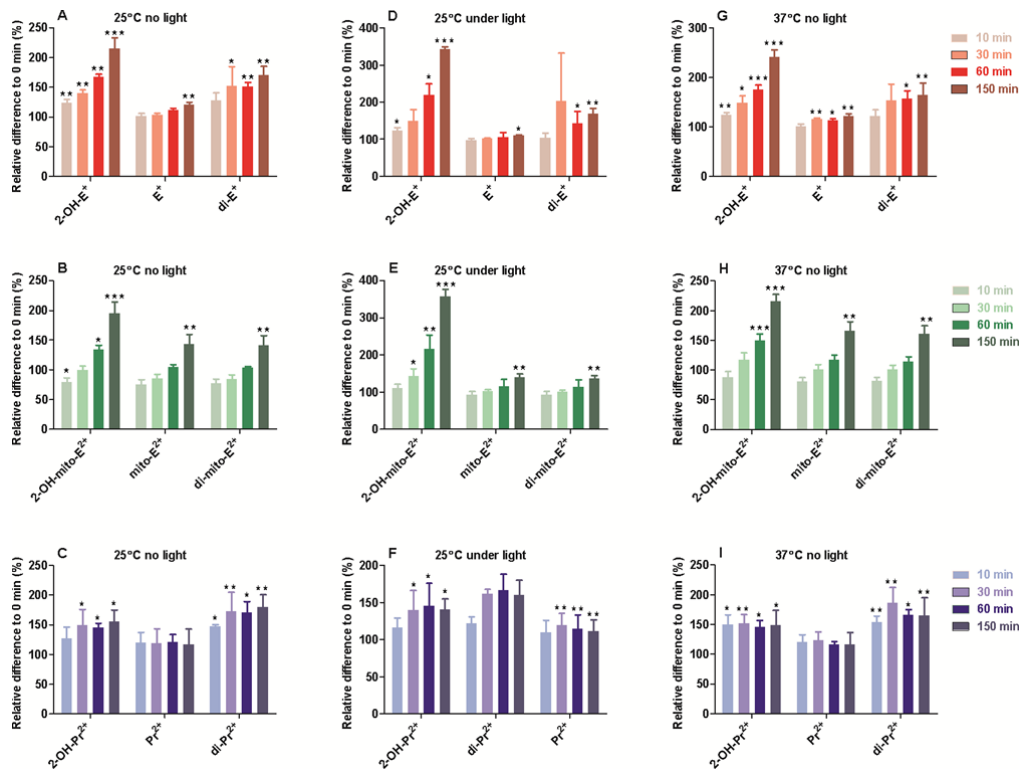 A 25°C no light
Relative difference to 0 min (%)
250
200
150
100
50
0
★★ ★★ ★★ ★★★
★★
★ ★★ ★★
2-OH-E⁺ E⁺ di-E⁺
D 25°C under light
Relative difference to 0 min (%)
400
300
200
100
0
★ ★ ★★★
★
★ ★★
2-OH-E⁺ E⁺ di-E⁺
G 37°C no light
Relative difference to 0 min (%)
300
200
100
0
★★ ★ ★★ ★★★
★★ ★ ★★
★ ★★
2-OH-E⁺ E⁺ di-E⁺
10 min
30 min
60 min
150 min
B 25°C no light
Relative difference to 0 min (%)
250
200
150
100
50
0
★ ★ ★★★
★★
★★
2-OH-mito-E²⁺ mito-E²⁺ di-mito-E²⁺
E 25°C under light
Relative difference to 0 min (%)
400
300
200
100
0
★ ★★ ★★★
★★
★★
2-OH-mito-E²⁺ mito-E²⁺ di-mito-E²⁺
H 37°C no light
Relative difference to 0 min (%)
250
200
150
100
50
0
★★★ ★★★
★★
★★
2-OH-mito-E²⁺ mito-E²⁺ di-mito-E²⁺
10 min
30 min
60 min
150 min
C 25°C no light
Relative difference to 0 min (%)
250
200
150
100
50
0
★ ★ ★
★ ★★ ★ ★★
2-OH-Pr²⁺ Pr²⁺ di-Pr²⁺
F 25°C under light
Relative difference to 0 min (%)
200
150
100
50
0
★ ★ ★
★★ ★★ ★★
2-OH-Pr²⁺ di-Pr²⁺ Pr²⁺
I 37°C no light
Relative difference to 0 min (%)
250
200
150
100
50
0
★ ★★ ★ ★
★★ ★★ ★ ★★
2-OH-Pr²⁺ Pr²⁺ di-Pr²⁺
10 min
30 min
60 min
150 min